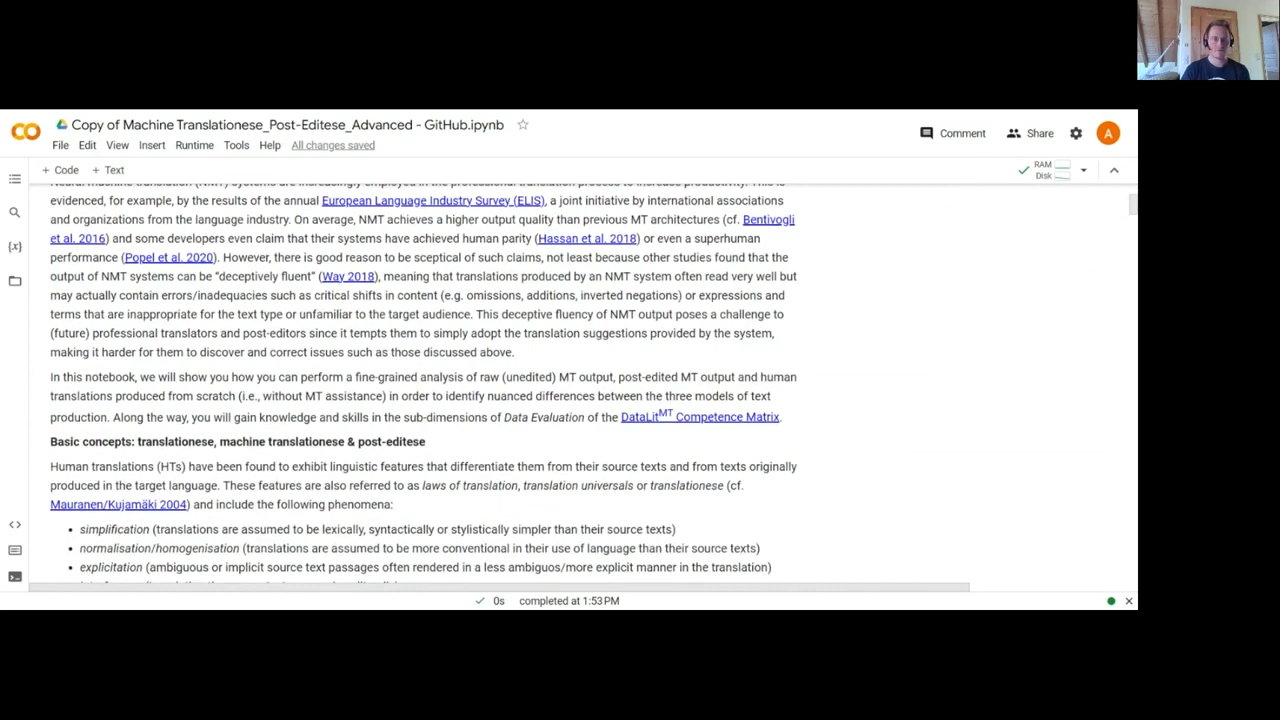 Copy of Machine Translationese_Post-Editese_Advanced - GitHub.ipynb
File Edit View Insert Runtime Tools Help All changes saved
Comment
Share
A
+ Code + Text
RAM
Disk
Neural machine translation (NMT) systems are increasingly employed in the professional translation process to increase productivity. This is
evidenced, for example, by the results of the annual European Language Industry Survey (ELIS), a joint initiative by international associations
and organizations from the language industry. On average, NMT achieves a higher output quality than previous MT architectures (cf. Bentivogli
et al. 2016) and some developers even claim that their systems have achieved human parity (Hassan et al. 2018) or even a superhuman
performance (Popel et al. 2020). However, there is good reason to be sceptical of such claims, not least because other studies found that the
output of NMT systems can be “deceptively fluent” (Way 2018), meaning that translations produced by an NMT system often read very well but
may actually contain errors/inadequacies such as critical shifts in content (e.g. omissions, additions, inverted negations) or expressions and
terms that are inappropriate for the text type or unfamiliar to the target audience. This deceptive fluency of NMT output poses a challenge to
(future) professional translators and post-editors since it tempts them to simply adopt the translation suggestions provided by the system,
making it harder for them to discover and correct issues such as those discussed above.
In this notebook, we will show you how you can perform a fine-grained analysis of raw (unedited) MT output, post-edited MT output and human
translations produced from scratch (i.e., without MT assistance) in order to identify nuanced differences between the three models of text
production. Along the way, you will gain knowledge and skills in the sub-dimensions of Data Evaluation of the DataLitMT Competence Matrix.
Basic concepts: translationese, machine translationese & post-editese
Human translations (HTs) have been found to exhibit linguistic features that differentiate them from their source texts and from texts originally
produced in the target language. These features are also referred to as laws of translation, translation universals or translationese (cf.
Mauranen/Kujamäki 2004) and include the following phenomena:
• simplification (translations are assumed to be lexically, syntactically or stylistically simpler than their source texts)
• normalisation/homogenisation (translations are assumed to be more conventional in their use of language than their source texts)
• explicitation (ambiguous or implicit source text passages often rendered in a less ambiguos/more explicit manner in the translation)
0s completed at 1:53 PM